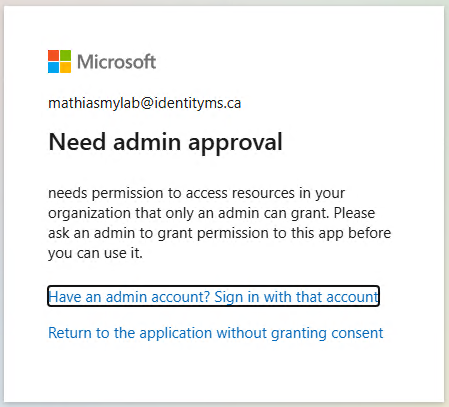 Microsoft
mathiasmylab@identityms.ca
Need admin approval
needs permission to access resources in your
organization that only an admin can grant. Please
ask an admin to grant permission to this app before
you can use it.
Have an admin account? Sign in with that account
Return to the application without granting consent